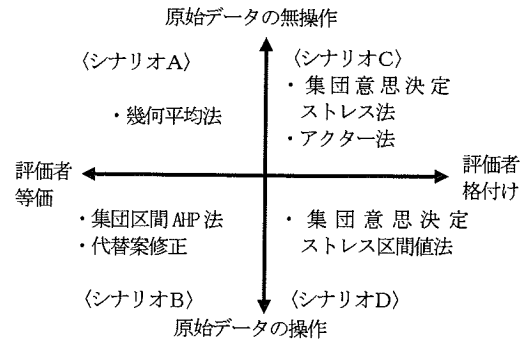 原始データの無操作
〈シナリオA〉
・幾何平均法
〈シナリオC〉
・集団意思決定
ストレス法
・アクター法
評価者
等価
評価者
格付け
・集団区間AHP法
・代替案修正
〈シナリオB〉
・集団意思決定
ストレス区間値法
〈シナリオD〉
原始データの操作